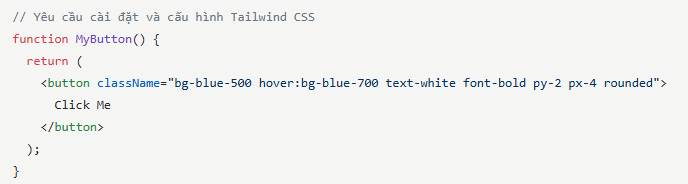 // Yêu cầu cài đặt và cấu hình Tailwind CSS
function MyButton() {
  return (
    <button className="bg-blue-500 hover:bg-blue-700 text-white font-bold py-2 px-4 rounded">
      Click Me
    </button>
  );
}